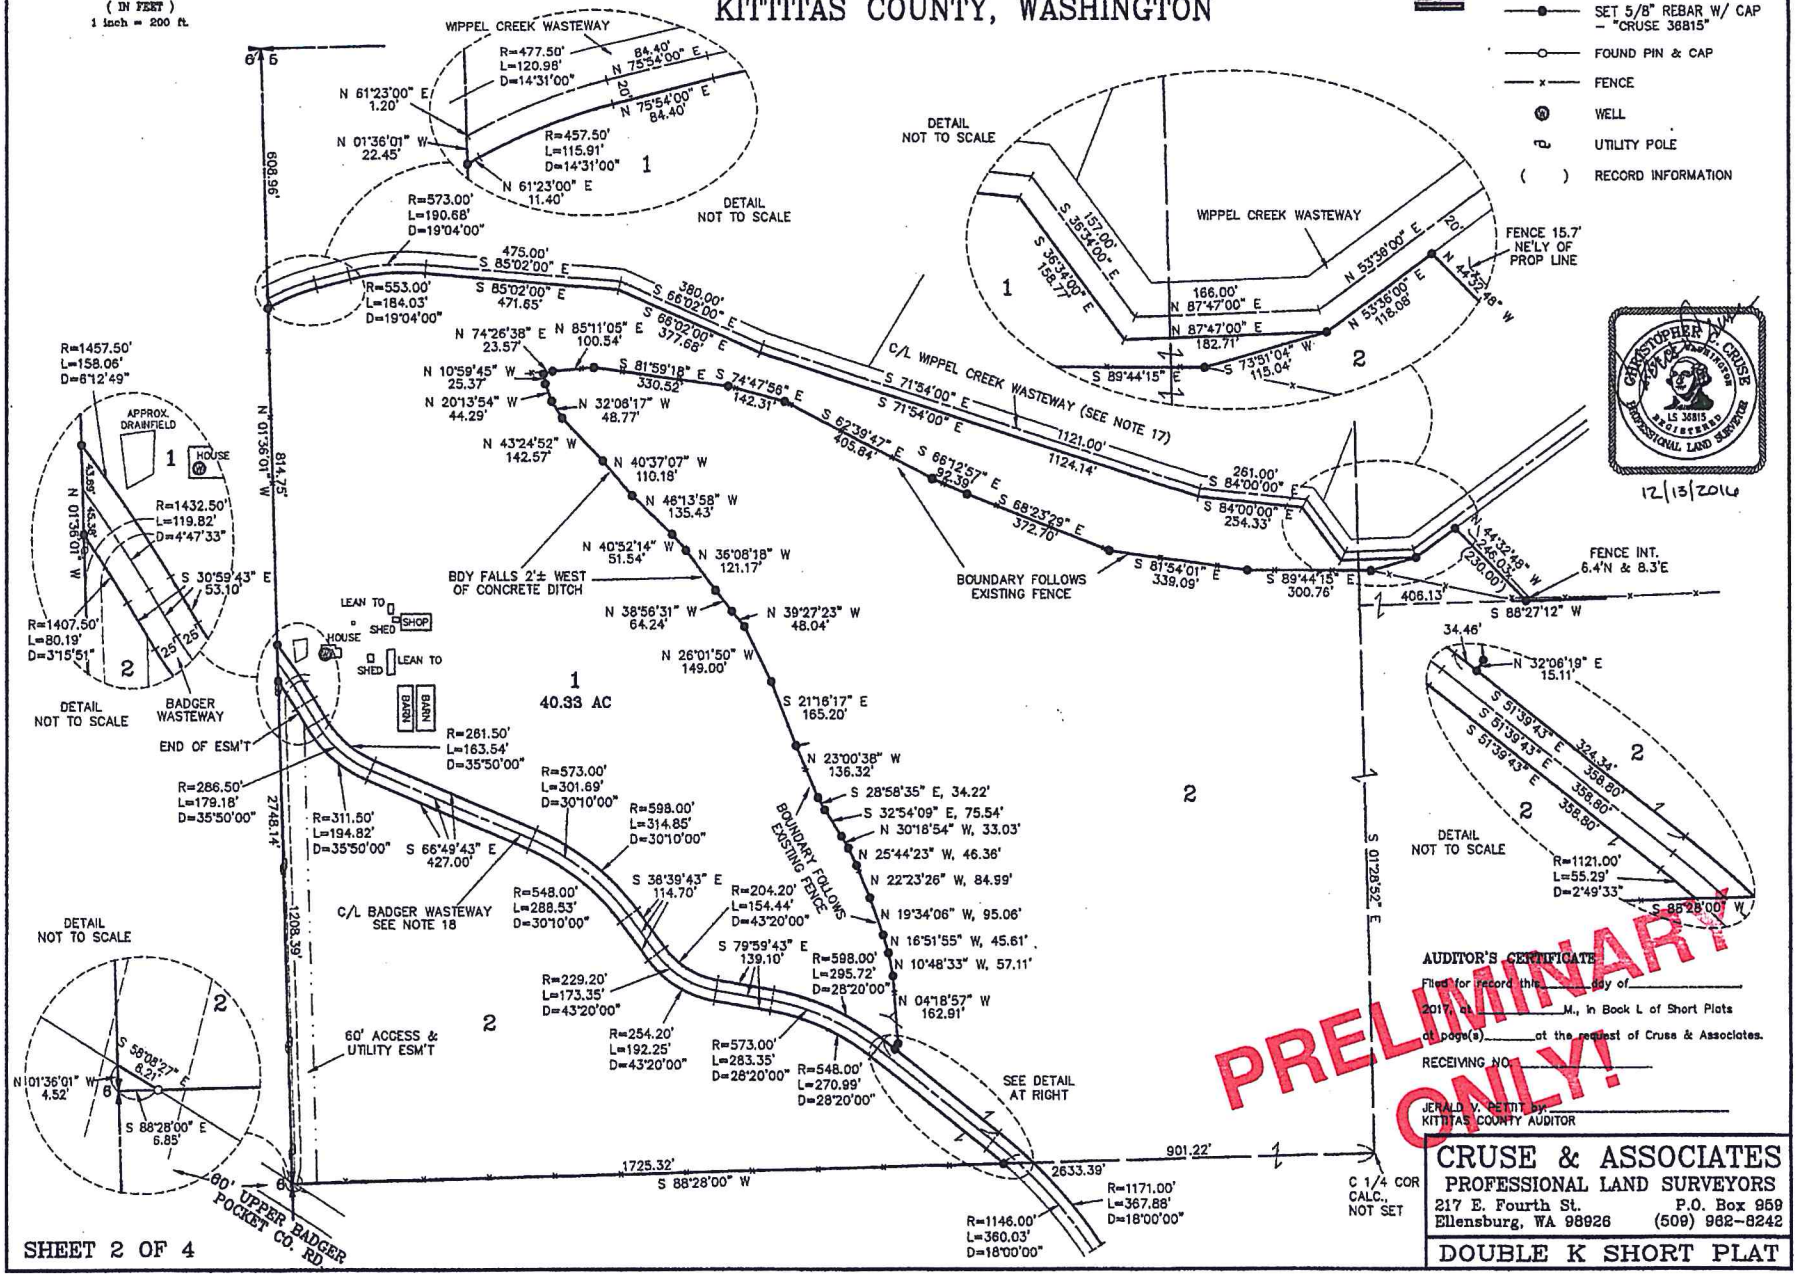 ( IN FEET )
1 inch = 200 ft.
KITTITAS COUNTY, WASHINGTON
SET 5/8" REBAR W/ CAP
- "CRUSE 36815"
FOUND PIN & CAP
FENCE
WELL
UTILITY POLE
( ) RECORD INFORMATION
WIPPEL CREEK WASTEWAY
R=477.50'
L=120.98'
D=14°31'00"
84.40'
N 75°54'00" E
20'
N 75°54'00" E
84.40'
N 61°23'00" E
1.20'
N 01°36'01" W
22.45'
R=457.50'
L=115.91'
D=14°31'00"
1
N 61°23'00" E
11.40'
DETAIL
NOT TO SCALE
6 6
608.96'
R=573.00'
L=190.68'
D=19°04'00"
475.00'
S 85°02'00" E
S 85°02'00" E
471.65'
R=553.00'
L=184.03'
D=19°04'00"
380.00'
S 66°02'00" E
S 66°02'00" E
377.68'
DETAIL
NOT TO SCALE
157.00'
S 36°34'00" E
S 36°34'00" E
158.77'
1
WIPPEL CREEK WASTEWAY
N 53°36'00" E
20'
166.00'
N 87°47'00" E
N 87°47'00" E
182.71'
N 53°36'00" E
118.08'
N 44°32'48" W
S 73°51'04" W
115.04'
S 89°44'15" E
2
FENCE 15.7'
NE'LY OF
PROP LINE
CHRISTOPHER C. CRUSE
WASHINGTON
LS 36815
REGISTERED
PROFESSIONAL LAND SURVEYOR
12/13/2016
N 74°26'38" E
23.57'
N 85°11'05" E
100.54'
N 10°59'45" W
25.37'
N 20°13'54" W
44.29'
S 81°59'18" E
330.52'
S 74°47'56" E
142.31'
N 32°08'17" W
48.77'
N 43°24'52" W
142.57'
S 62°39'47" E
405.84'
C/L WIPPEL CREEK WASTEWAY (SEE NOTE 17)
S 71°54'00" E
1121.00'
S 71°54'00" E
1124.14'
S 66°12'57" E
92.39'
S 68°23'29" E
372.70'
261.00'
S 84°00'00" E
S 84°00'00" E
254.33'
N 40°37'07" W
110.18'
N 46°13'58" W
135.43'
N 40°52'14" W
51.54'
N 36°08'18" W
121.17'
BDY FALLS 2'± WEST
OF CONCRETE DITCH
N 38°56'31" W
64.24'
N 39°27'23" W
48.04'
N 26°01'50" W
149.00'
BOUNDARY FOLLOWS
EXISTING FENCE
S 81°54'01" E
339.09'
S 89°44'15" E
300.76'
406.13'
N 44°32'48" W
246.03'
(230.00')
S 88°27'12" W
FENCE INT.
6.4'N & 8.3'E
R=1457.50'
L=158.06'
D=6°12'49"
APPROX.
DRAINFIELD
1
HOUSE
43.89'
45.38'
N 01°36'01" W
R=1432.50'
L=119.82'
D=4°47'33"
S 30°59'43" E
53.10'
R=1407.50'
L=80.19'
D=3°15'51"
2
25'
25'
DETAIL
NOT TO SCALE
BADGER
WASTEWAY
END OF ESM'T
N 01°36'01" W
814.75'
LEAN TO
SHED
SHOP
HOUSE
SHED
LEAN TO
BARN
BARN
1
40.33 AC
S 21°16'17" E
165.20'
N 23°00'38" W
136.32'
S 28°58'35" E, 34.22'
S 32°54'09" E, 75.54'
N 30°18'54" W, 33.03'
N 25°44'23" W, 46.36'
N 22°23'26" W, 84.99'
N 19°34'06" W, 95.06'
N 16°51'55" W, 45.61'
N 10°48'33" W, 57.11'
N 04°18'57" W
162.91'
BOUNDARY FOLLOWS
EXISTING FENCE
2
S 01°28'52" E
34.46'
N 32°06'19" E
15.11'
S 51°39'43" E
324.34'
S 51°39'43" E
358.80'
358.80'
S 51°39'43" E
358.80'
2
2
DETAIL
NOT TO SCALE
R=1121.00'
L=55.29'
D=2°49'33"
S 88°28'00" W
R=261.50'
L=163.54'
D=35°50'00"
R=286.50'
L=179.18'
D=35°50'00"
R=311.50'
L=194.82'
D=35°50'00"
S 66°49'43" E
427.00'
R=573.00'
L=301.69'
D=30°10'00"
R=598.00'
L=314.85'
D=30°10'00"
R=548.00'
L=288.53'
D=30°10'00"
S 36°39'43" E
114.70'
R=204.20'
L=154.44'
D=43°20'00"
S 79°59'43" E
139.10'
R=598.00'
L=295.72'
D=28°20'00"
R=229.20'
L=173.35'
D=43°20'00"
R=254.20'
L=192.25'
D=43°20'00"
R=573.00'
L=283.35'
D=28°20'00"
R=548.00'
L=270.99'
D=28°20'00"
C/L BADGER WASTEWAY
SEE NOTE 18
2748.14'
1208.39'
60' ACCESS &
UTILITY ESM'T
2
DETAIL
NOT TO SCALE
2
S 58°08'27" E
8.21'
N 01°36'01" W
4.52'
6
S 88°28'00" E
6.85'
6
60' UPPER BADGER
POCKET CO. RD.
SEE DETAIL
AT RIGHT
1725.32'
S 88°28'00" W
2633.39'
901.22'
R=1171.00'
L=367.88'
D=18°00'00"
R=1146.00'
L=360.03'
D=18°00'00"
C 1/4 COR
CALC.,
NOT SET
PRELIMINARY
ONLY!
AUDITOR'S CERTIFICATE
Filed for record this______day of__________
2017, at__________M., in Book L of Short Plats
at page(s)______at the request of Cruse & Associates.
RECEIVING NO.__________
JERALD V. PETTIT by:__________
KITTITAS COUNTY AUDITOR
CRUSE & ASSOCIATES
PROFESSIONAL LAND SURVEYORS
217 E. Fourth St. P.O. Box 959
Ellensburg, WA 98926 (509) 962-8242
DOUBLE K SHORT PLAT
SHEET 2 OF 4